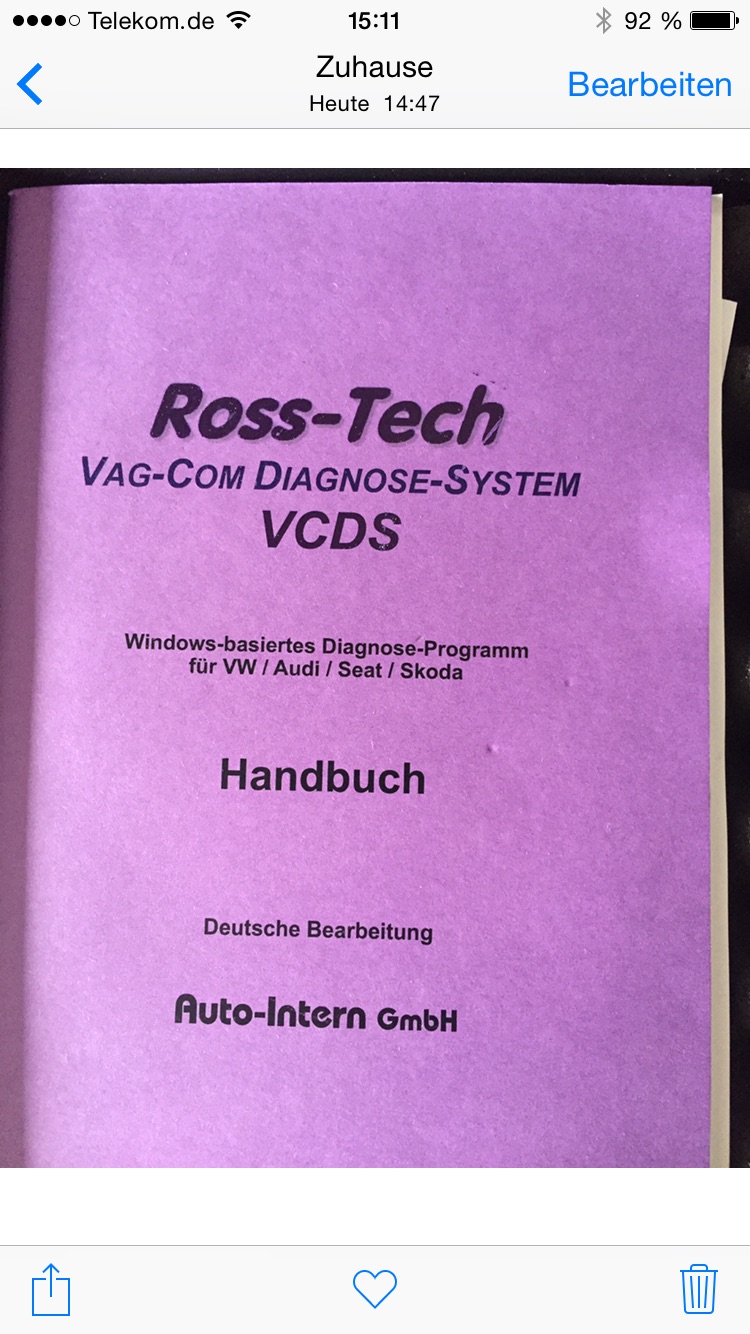 Telekom.de 15:11 92 %
Zuhause
Heute 14:47
Bearbeiten
Ross-Tech
VAG-COM DIAGNOSE-SYSTEM
VCDS
Windows-basiertes Diagnose-Programm
für VW / Audi / Seat / Skoda
Handbuch
Deutsche Bearbeitung
Auto-Intern GmbH